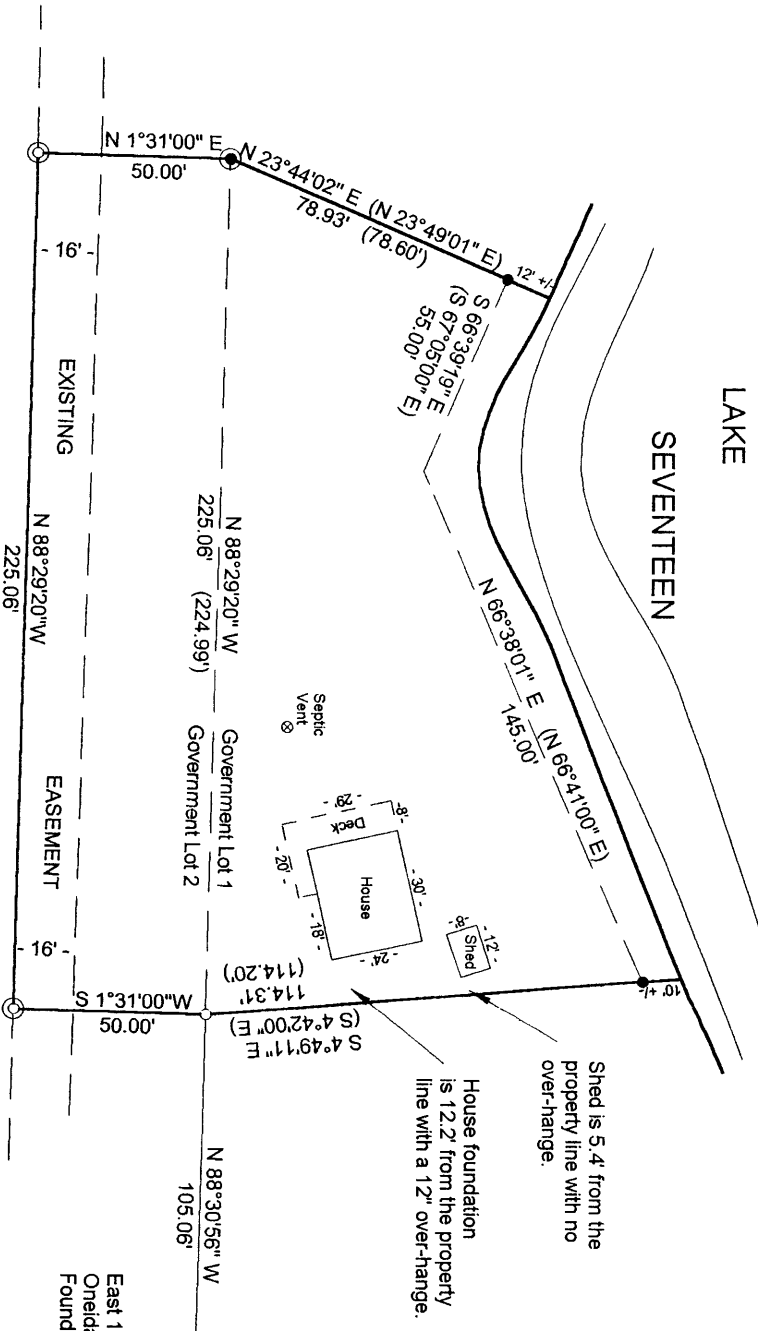 LAKE
SEVENTEEN
N 1°31'00" E
50.00'
N 23°44'02" E (N 23°49'01" E)
78.93' (78.60')
12' +/-
S 66°39'19" E
(S 67°05'00" E)
55.00'
N 66°38'01" E (N 66°41'00" E)
145.00'
10' +/-
- 16' -
EXISTING
EASEMENT
- 16' -
N 88°29'20" W
225.06' (224.99')
Government Lot 1
Government Lot 2
N 88°29'20"W
225.06'
Septic
Vent
- 29' -
-8'-
Deck
- 20' -
- 30' -
House
- 18' -
- 24' -
-8'-
- 12' -
Shed
S 4°49'11" E
(S 4°42'00" E)
114.31'
(114.20')
S 1°31'00"W
50.00'
Shed is 5.4' from the
property line with no
over-hange.
House foundation
is 12.2' from the property
line with a 12" over-hange.
N 88°30'56" W
105.06'
East 1
Oneida
Found